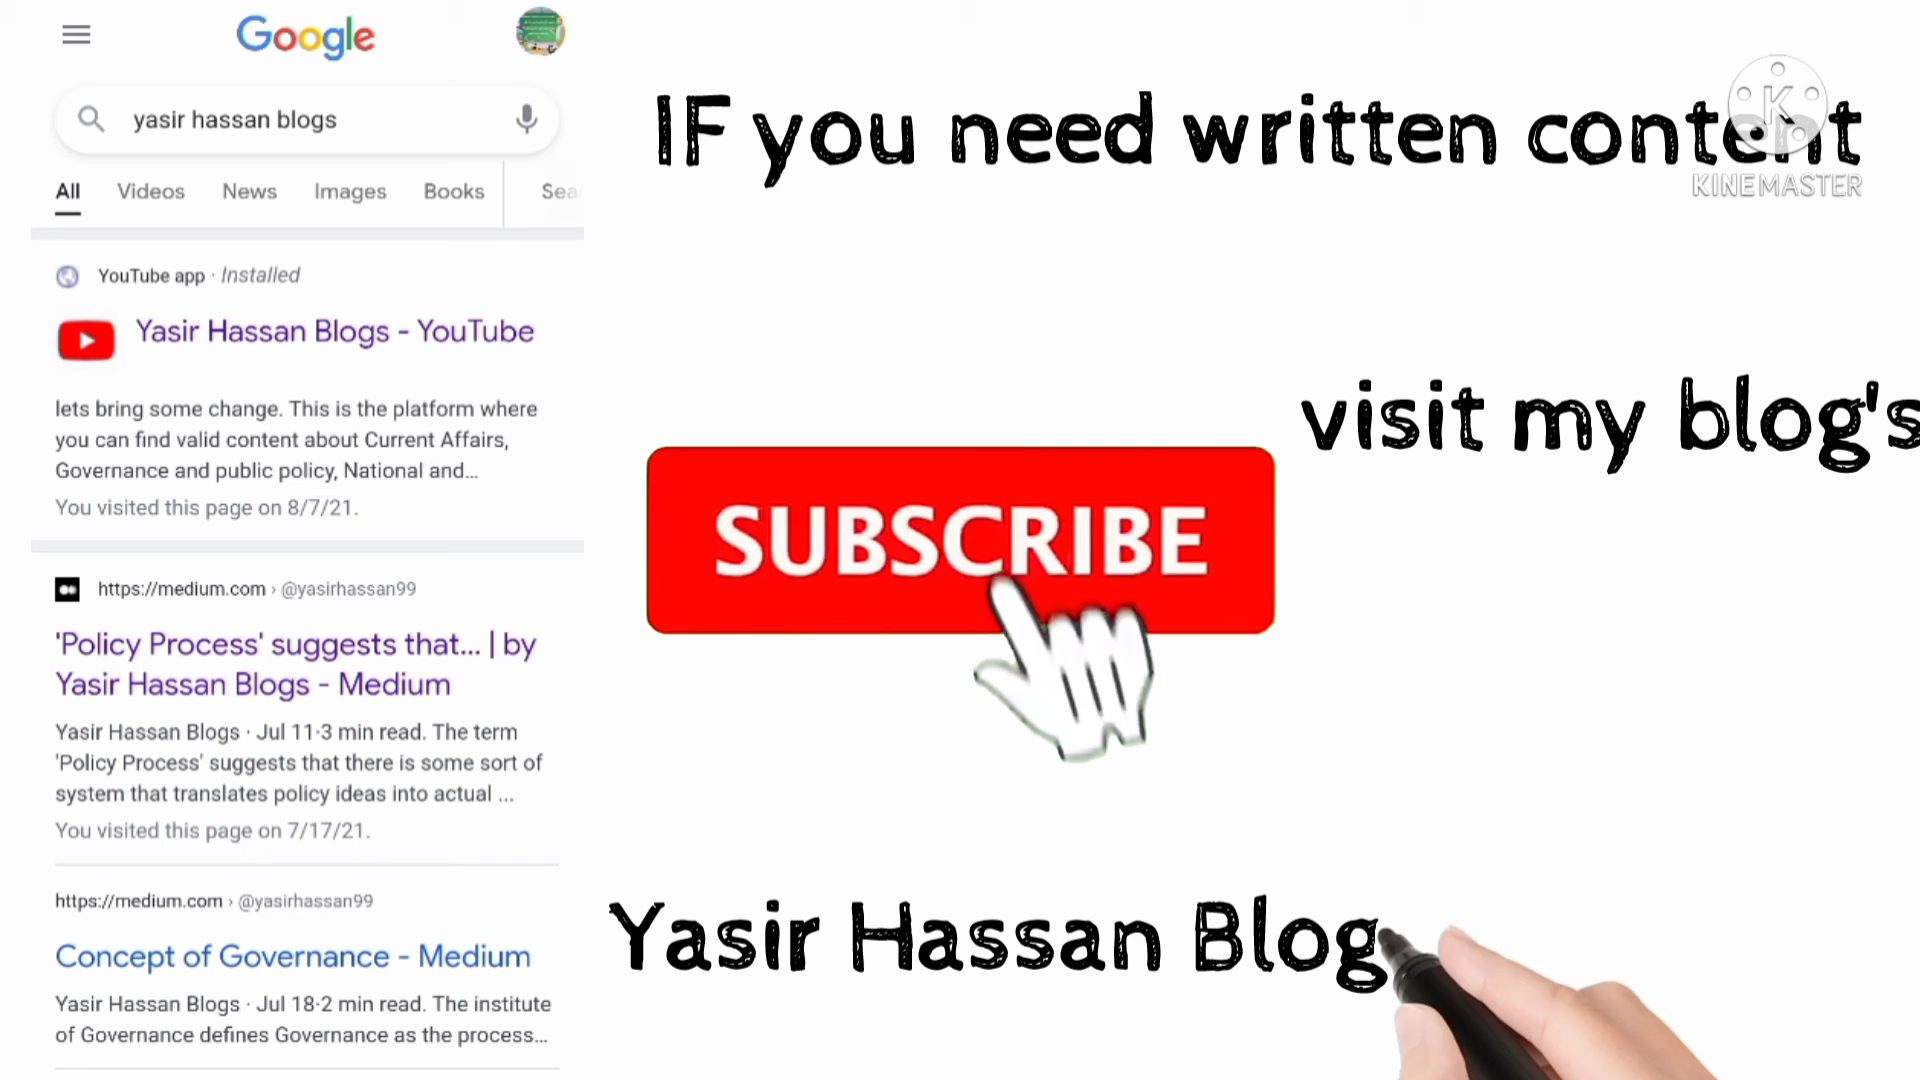 Google
yasir hassan blogs
All Videos News Images Books Sea
YouTube app · Installed
Yasir Hassan Blogs - YouTube
lets bring some change. This is the platform where
you can find valid content about Current Affairs,
Governance and public policy, National and...
You visited this page on 8/7/21.
https://medium.com › @yasirhassan99
'Policy Process' suggests that... | by
Yasir Hassan Blogs - Medium
Yasir Hassan Blogs · Jul 11·3 min read. The term
'Policy Process' suggests that there is some sort of
system that translates policy ideas into actual ...
You visited this page on 7/17/21.
https://medium.com › @yasirhassan99
Concept of Governance - Medium
Yasir Hassan Blogs · Jul 18·2 min read. The institute
of Governance defines Governance as the process...
IF you need written content
K
KINEMASTER
visit my blog's
SUBSCRIBE
Yasir Hassan Blog